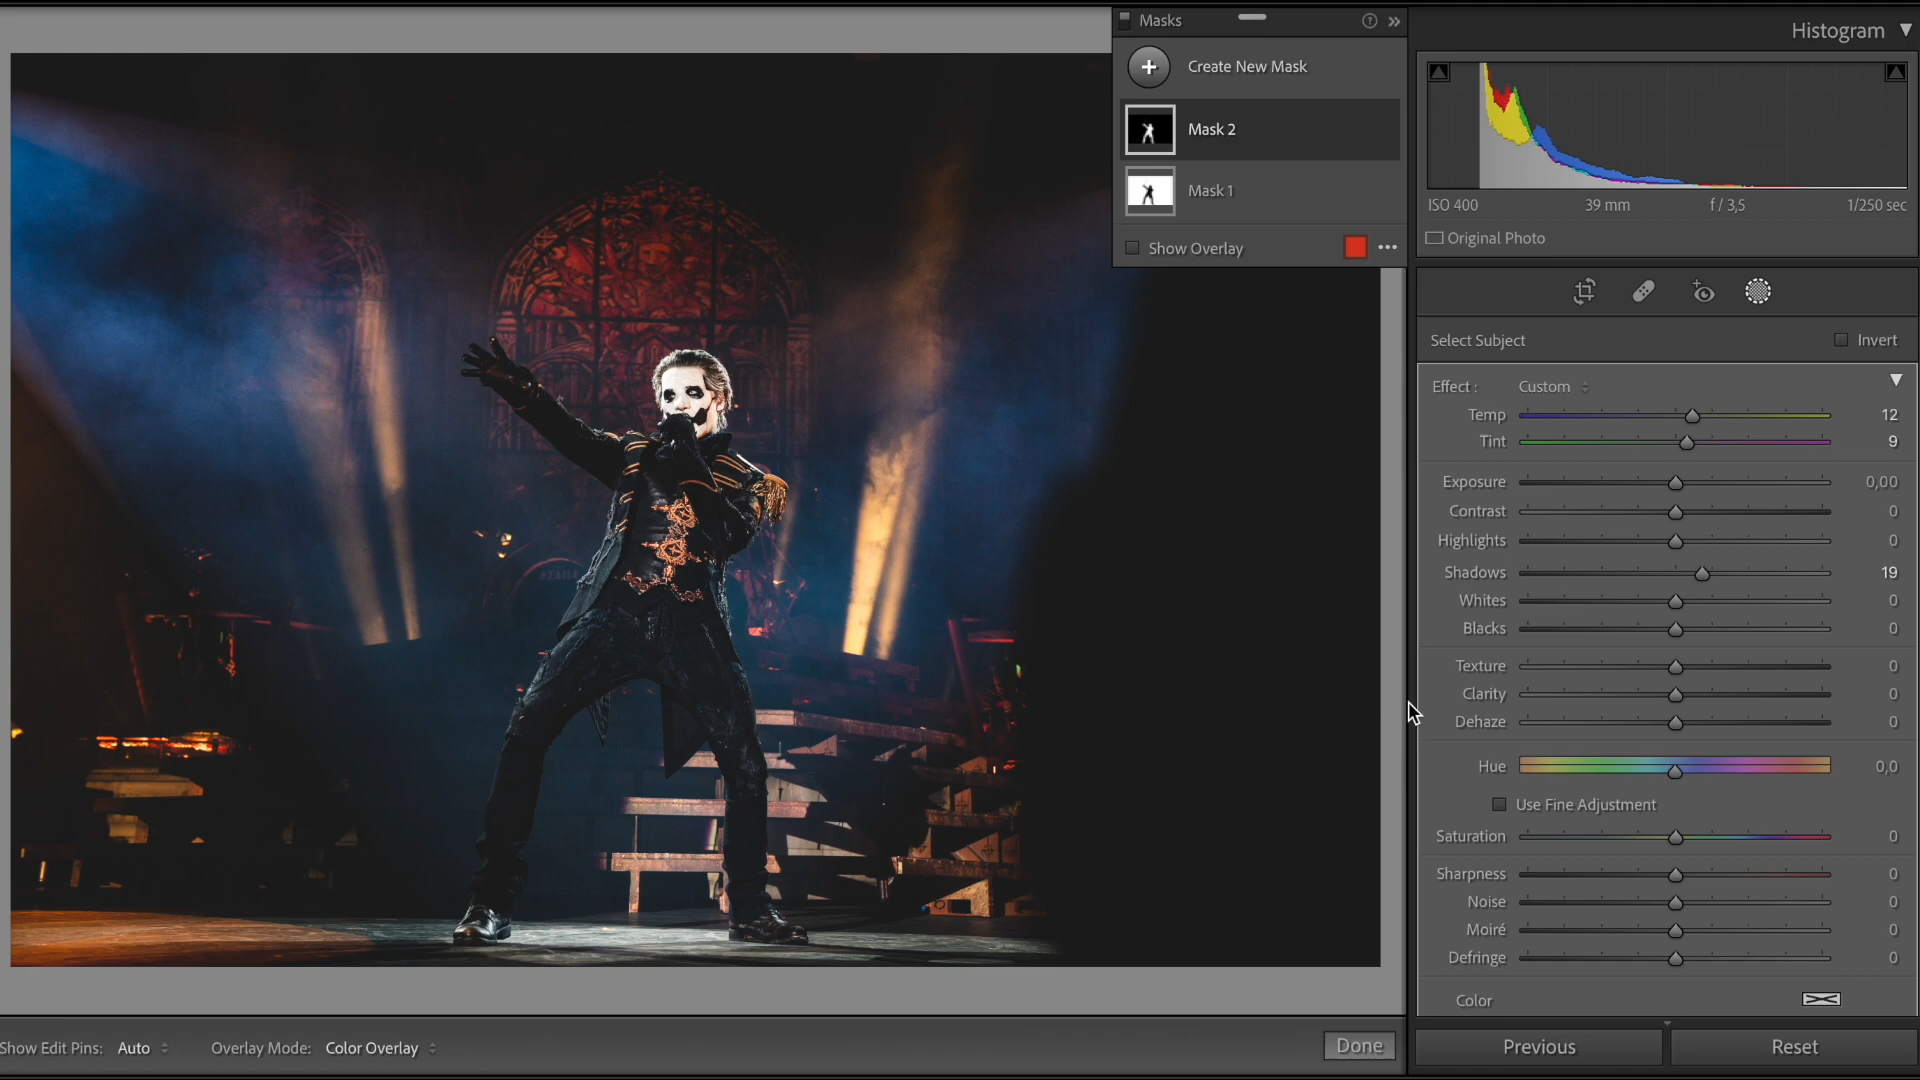 Masks
Create New Mask
Mask 2
Mask 1
Show Overlay
Histogram
ISO 400 39 mm f / 3,5 1/250 sec
Original Photo
Select Subject Invert
Effect : Custom
Temp 12
Tint 9
Exposure 0,00
Contrast 0
Highlights 0
Shadows 19
Whites 0
Blacks 0
Texture 0
Clarity 0
Dehaze 0
Hue 0,0
Use Fine Adjustment
Saturation 0
Sharpness 0
Noise 0
Moiré 0
Defringe 0
Color
Show Edit Pins: Auto Overlay Mode: Color Overlay Done
Previous Reset